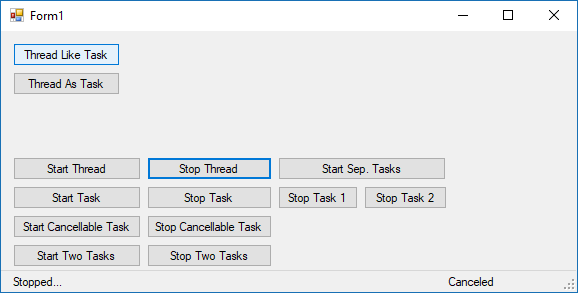 Form1
Thread Like Task
Thread As Task
Start Thread Stop Thread Start Sep. Tasks
Start Task Stop Task Stop Task 1 Stop Task 2
Start Cancellable Task Stop Cancellable Task
Start Two Tasks Stop Two Tasks
Stopped... Canceled